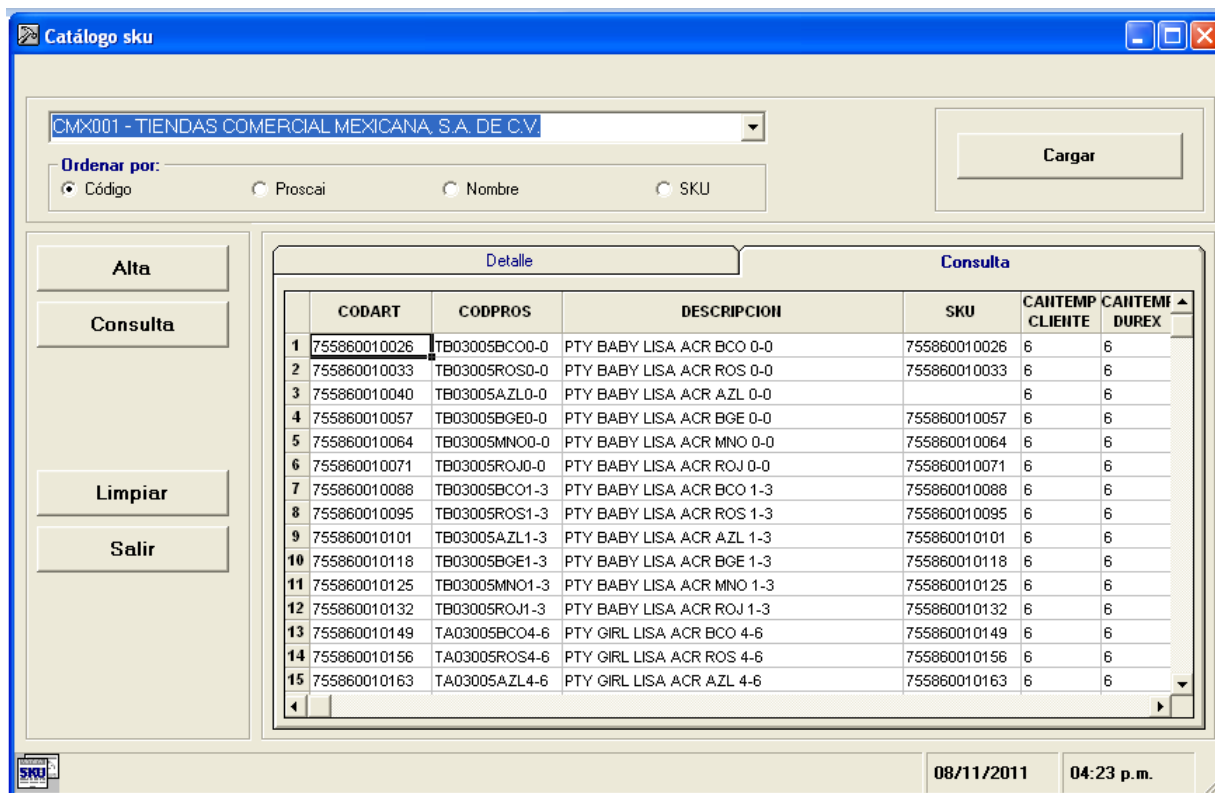 Catálogo sku
CMX001 - TIENDAS COMERCIAL MEXICANA, S.A. DE C.V.
Cargar
Ordenar por:
Código Proscai Nombre SKU
Alta
Consulta
Limpiar
Salir
Detalle Consulta
CODART CODPROS DESCRIPCION SKU CANTEMP CLIENTE CANTEMP DUREX
1 755860010026 TB03005BCO0-0 PTY BABY LISA ACR BCO 0-0 755860010026 6 6
2 755860010033 TB03005ROS0-0 PTY BABY LISA ACR ROS 0-0 755860010033 6 6
3 755860010040 TB03005AZL0-0 PTY BABY LISA ACR AZL 0-0 6 6
4 755860010057 TB03005BGE0-0 PTY BABY LISA ACR BGE 0-0 755860010057 6 6
5 755860010064 TB03005MNO0-0 PTY BABY LISA ACR MNO 0-0 755860010064 6 6
6 755860010071 TB03005ROJ0-0 PTY BABY LISA ACR ROJ 0-0 755860010071 6 6
7 755860010088 TB03005BCO1-3 PTY BABY LISA ACR BCO 1-3 755860010088 6 6
8 755860010095 TB03005ROS1-3 PTY BABY LISA ACR ROS 1-3 755860010095 6 6
9 755860010101 TB03005AZL1-3 PTY BABY LISA ACR AZL 1-3 755860010101 6 6
10 755860010118 TB03005BGE1-3 PTY BABY LISA ACR BGE 1-3 755860010118 6 6
11 755860010125 TB03005MNO1-3 PTY BABY LISA ACR MNO 1-3 755860010125 6 6
12 755860010132 TB03005ROJ1-3 PTY BABY LISA ACR ROJ 1-3 755860010132 6 6
13 755860010149 TA03005BCO4-6 PTY GIRL LISA ACR BCO 4-6 755860010149 6 6
14 755860010156 TA03005ROS4-6 PTY GIRL LISA ACR ROS 4-6 755860010156 6 6
15 755860010163 TA03005AZL4-6 PTY GIRL LISA ACR AZL 4-6 755860010163 6 6
SKU 08/11/2011 04:23 p.m.